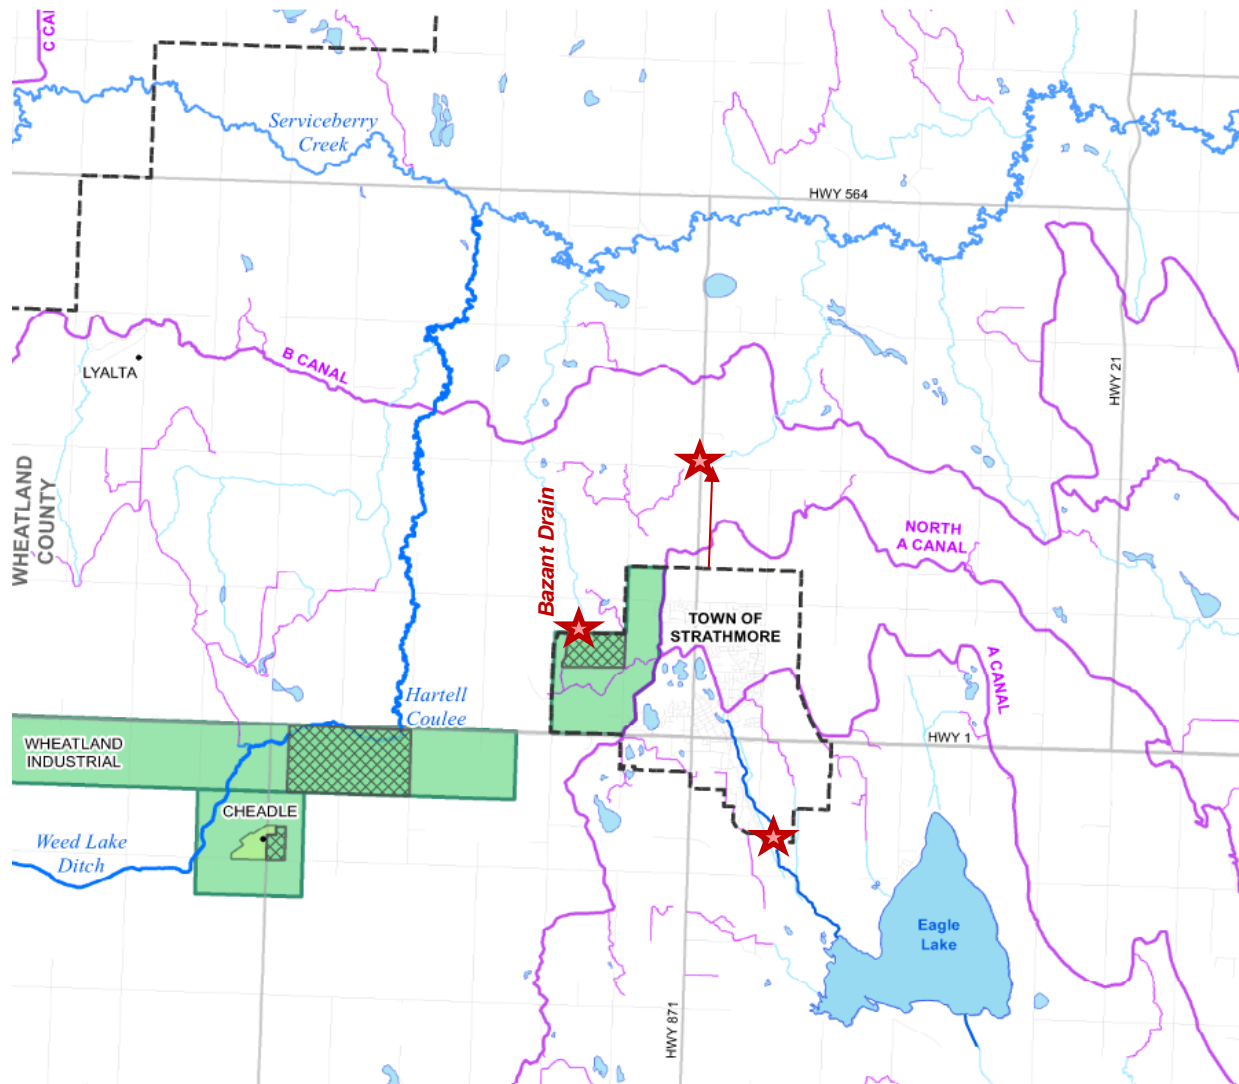 C CAN
Serviceberry
Creek
HWY 564
B CANAL
LYALTA
HWY 21
WHEATLAND
COUNTY
Bazant Drain
NORTH
A CANAL
TOWN OF
STRATHMORE
A CANAL
Hartell
Coulee
WHEATLAND
INDUSTRIAL
HWY 1
CHEADLE
Weed Lake
Ditch
Eagle
Lake
HWY 871